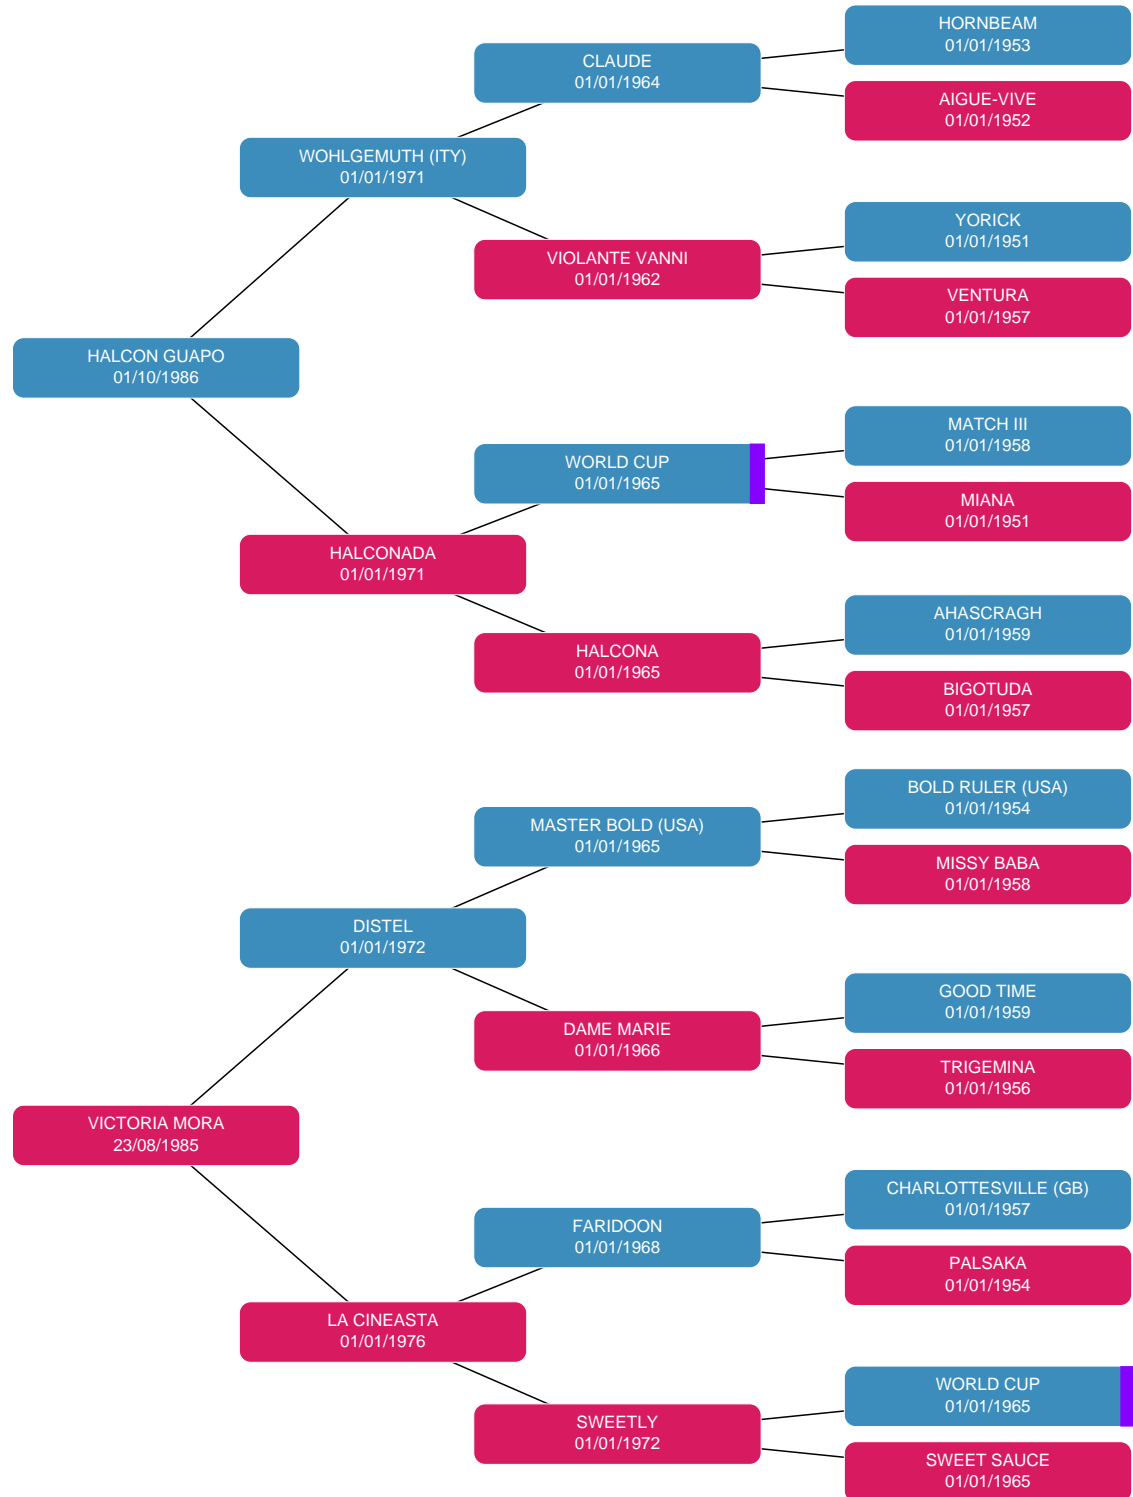 HORNBEAM
01/01/1953
CLAUDE
01/01/1964
AIGUE-VIVE
01/01/1952
WOHLGEMUTH (ITY)
01/01/1971
YORICK
01/01/1951
VIOLANTE VANNI
01/01/1962
VENTURA
01/01/1957
HALCON GUAPO
01/10/1986
MATCH III
01/01/1958
WORLD CUP
01/01/1965
MIANA
01/01/1951
HALCONADA
01/01/1971
AHASCRAGH
01/01/1959
HALCONA
01/01/1965
BIGOTUDA
01/01/1957
BOLD RULER (USA)
01/01/1954
MASTER BOLD (USA)
01/01/1965
MISSY BABA
01/01/1958
DISTEL
01/01/1972
GOOD TIME
01/01/1959
DAME MARIE
01/01/1966
TRIGEMINA
01/01/1956
VICTORIA MORA
23/08/1985
CHARLOTTESVILLE (GB)
01/01/1957
FARIDOON
01/01/1968
PALSAKA
01/01/1954
LA CINEASTA
01/01/1976
WORLD CUP
01/01/1965
SWEETLY
01/01/1972
SWEET SAUCE
01/01/1965